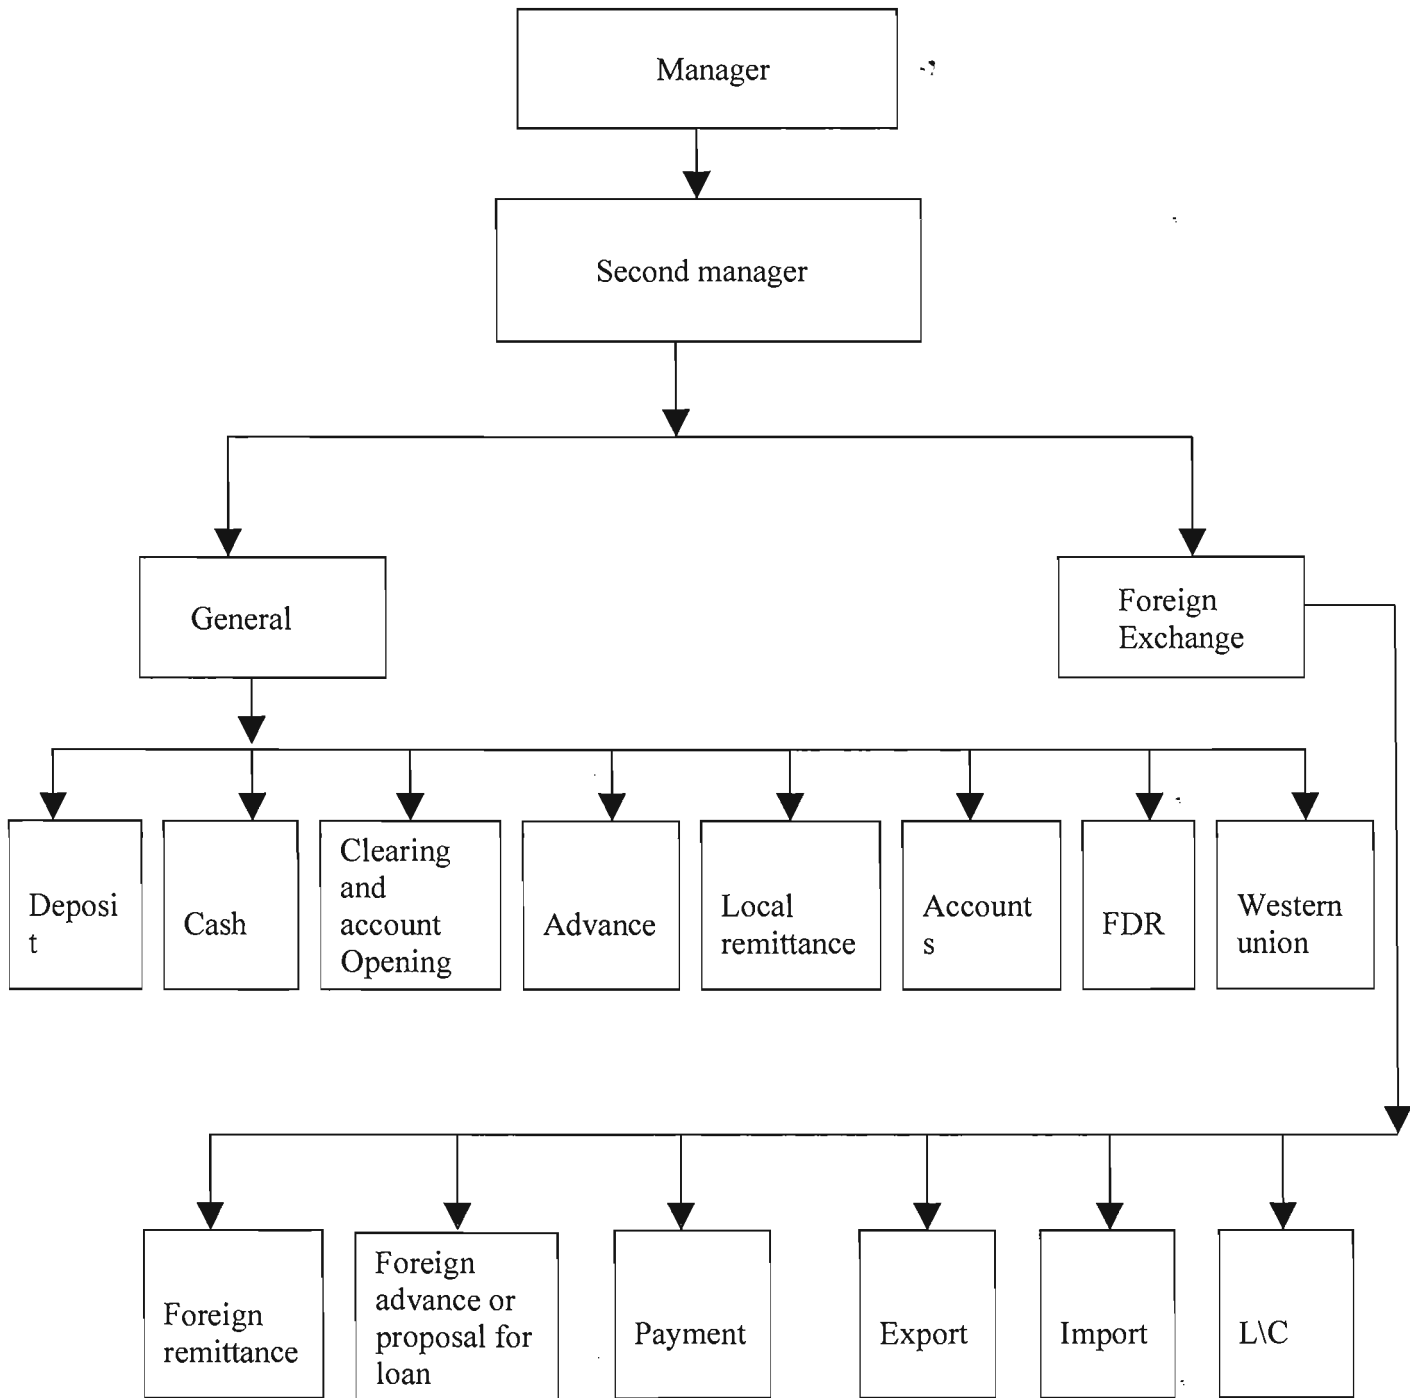 Manager
Second manager
General
Foreign
Exchange
Deposi
t
Cash
Clearing
and
account
Opening
Advance
Local
remittance
Account
s
FDR
Western
union
Foreign
remittance
Foreign
advance or
proposal for
loan
Payment
Export
Import
L\C